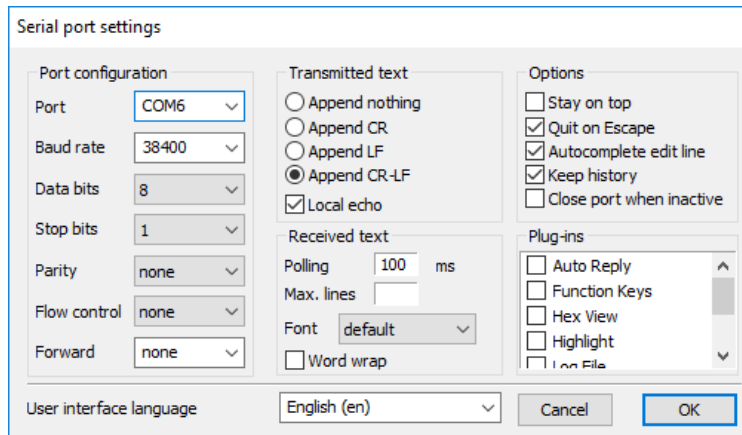 Serial port settings
Port configuration
Port COM6
Baud rate 38400
Data bits 8
Stop bits 1
Parity none
Flow control none
Forward none
Transmitted text
Append nothing
Append CR
Append LF
Append CR-LF
Local echo
Received text
Polling 100 ms
Max. lines
Font default
Word wrap
Options
Stay on top
Quit on Escape
Autocomplete edit line
Keep history
Close port when inactive
Plug-ins
Auto Reply
Function Keys
Hex View
Highlight
Log File
User interface language English (en) Cancel OK